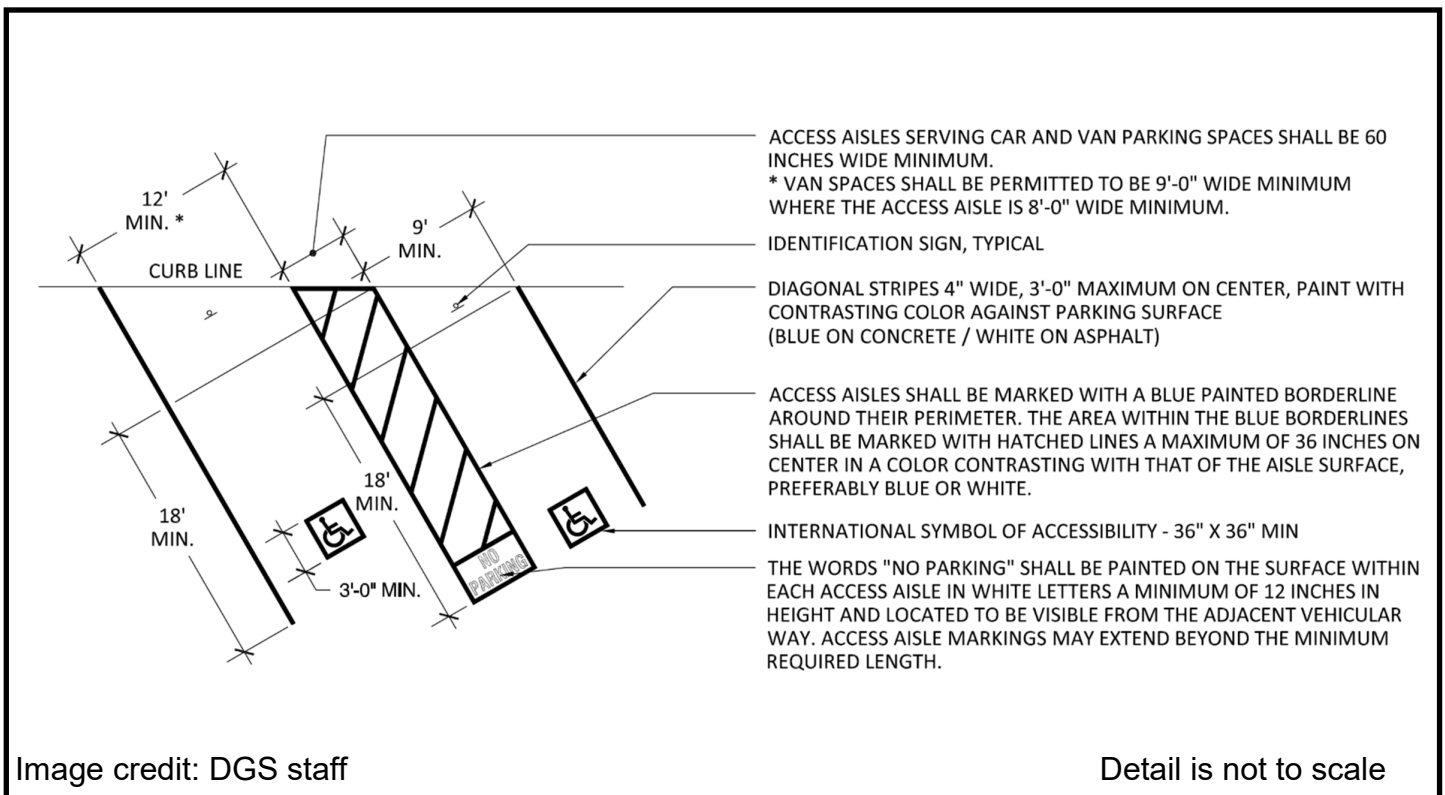 ACCESS AISLES SERVING CAR AND VAN PARKING SPACES SHALL BE 60
INCHES WIDE MINIMUM.
* VAN SPACES SHALL BE PERMITTED TO BE 9'-0" WIDE MINIMUM
WHERE THE ACCESS AISLE IS 8'-0" WIDE MINIMUM.
12'
MIN. *
9'
MIN.
CURB LINE
IDENTIFICATION SIGN, TYPICAL
DIAGONAL STRIPES 4" WIDE, 3'-0" MAXIMUM ON CENTER, PAINT WITH
CONTRASTING COLOR AGAINST PARKING SURFACE
(BLUE ON CONCRETE / WHITE ON ASPHALT)
ACCESS AISLES SHALL BE MARKED WITH A BLUE PAINTED BORDERLINE
AROUND THEIR PERIMETER. THE AREA WITHIN THE BLUE BORDERLINES
SHALL BE MARKED WITH HATCHED LINES A MAXIMUM OF 36 INCHES ON
CENTER IN A COLOR CONTRASTING WITH THAT OF THE AISLE SURFACE,
PREFERABLY BLUE OR WHITE.
18'
MIN.
18'
MIN.
3'-0" MIN.
NO
PARKING
INTERNATIONAL SYMBOL OF ACCESSIBILITY - 36" X 36" MIN
THE WORDS "NO PARKING" SHALL BE PAINTED ON THE SURFACE WITHIN
EACH ACCESS AISLE IN WHITE LETTERS A MINIMUM OF 12 INCHES IN
HEIGHT AND LOCATED TO BE VISIBLE FROM THE ADJACENT VEHICULAR
WAY. ACCESS AISLE MARKINGS MAY EXTEND BEYOND THE MINIMUM
REQUIRED LENGTH.
Image credit: DGS staff
Detail is not to scale